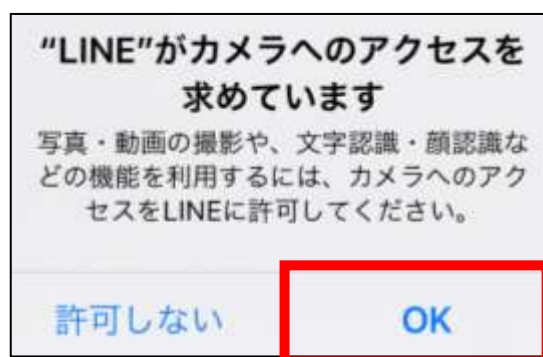 “LINE”がカメラへのアクセスを
求めています
写真・動画の撮影や、文字認識・顔認識な
どの機能を利用するには、カメラへのアク
セスをLINEに許可してください。
許可しない
OK